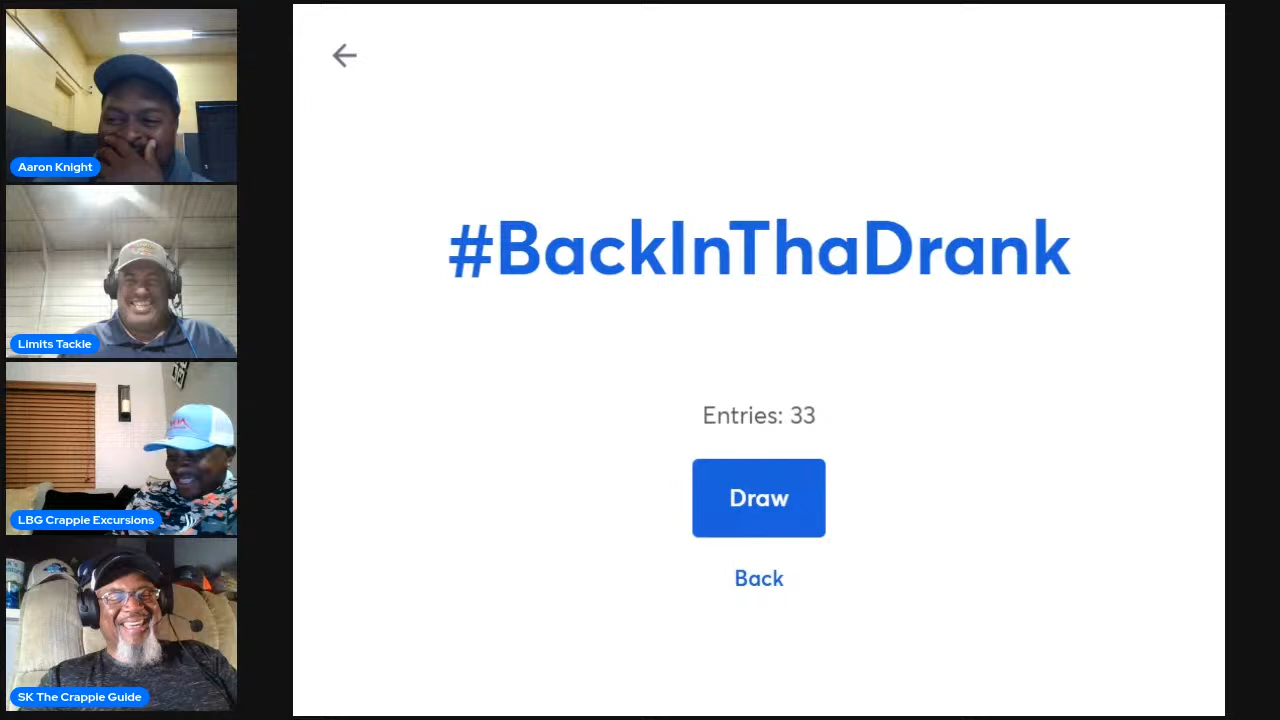 Aaron Knight
Limits Tackle
LBG Crappie Excursions
SK The Crappie Guide
#BackInThaDrank
Entries: 33
Draw
Back